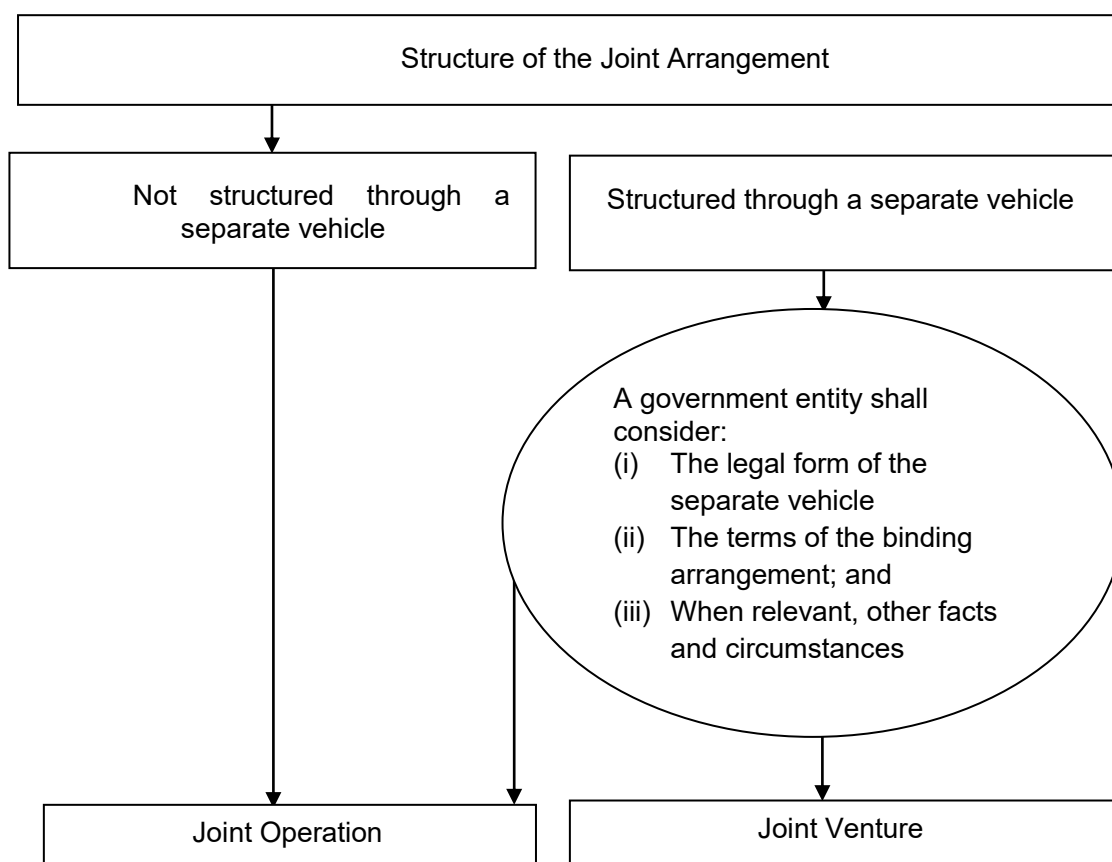 Structure of the Joint Arrangement
Not structured through a
separate vehicle
Structured through a separate vehicle
A government entity shall
consider:
(i) The legal form of the
separate vehicle
(ii) The terms of the binding
arrangement; and
(iii) When relevant, other facts
and circumstances
Joint Operation
Joint Venture